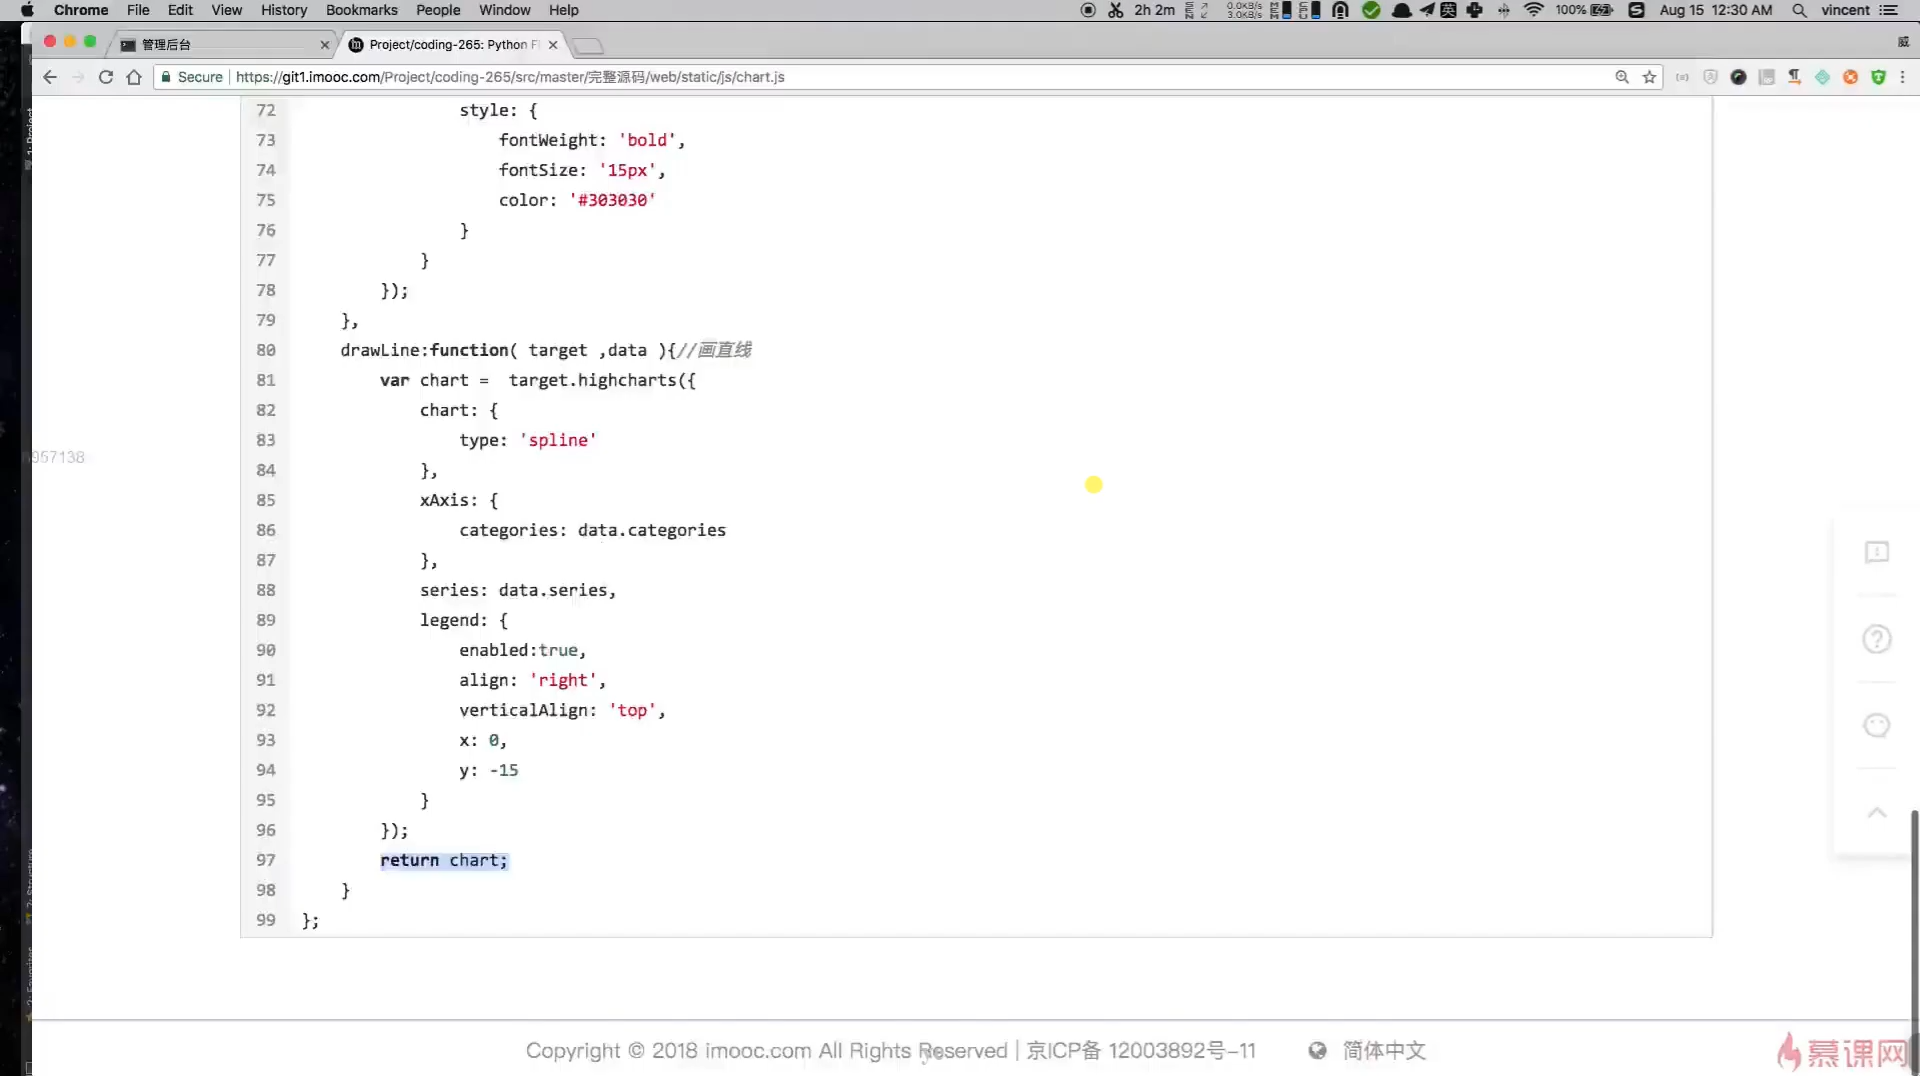 Chrome File Edit View History Bookmarks People Window Help 2h 2m 0.0KB/s 3.0KB/s 100% Aug 15 12:30 AM vincent
管理后台 Project/coding-265: Python Fl 威
Secure https://git1.imooc.com/Project/coding-265/src/master/完整源码/web/static/js/chart.js
72 style: {
73 fontWeight: 'bold',
74 fontSize: '15px',
75 color: '#303030'
76 }
77 }
78 });
79 },
80 drawLine:function( target ,data ){//画直线
81 var chart =  target.highcharts({
82 chart: {
83 type: 'spline'
84 },
85 xAxis: {
86 categories: data.categories
87 },
88 series: data.series,
89 legend: {
90 enabled:true,
91 align: 'right',
92 verticalAlign: 'top',
93 x: 0,
94 y: -15
95 }
96 });
97 return chart;
98 }
99 };
957138
Copyright © 2018 imooc.com All Rights Reserved | 京ICP备 12003892号-11 简体中文
慕课网